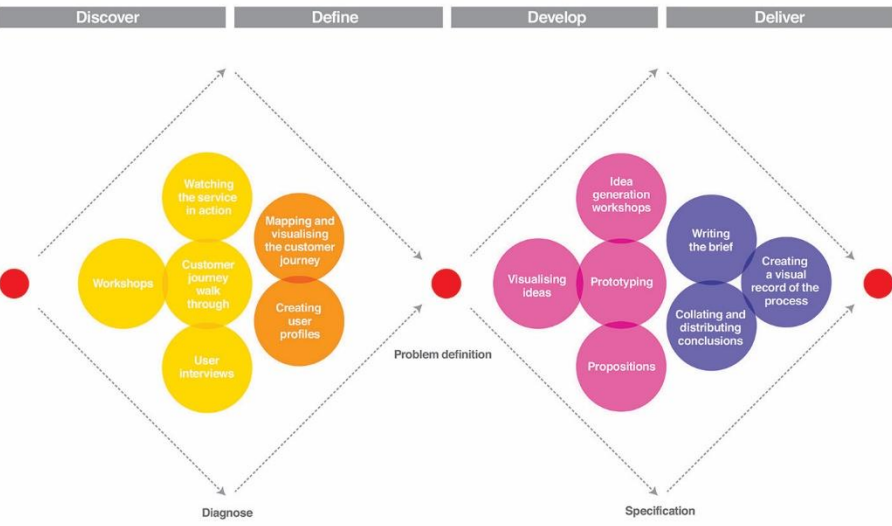 Discover
Define
Develop
Deliver
Watching
the service
in action
Workshops
Customer
journey
walk
through
User
interviews
Mapping and
visualising
the customer
journey
Creating
user
profiles
Diagnose
Problem definition
Idea
generation
workshops
Visualising
ideas
Prototyping
Propositions
Writing
the brief
Creating
a visual
record of the
process
Collating and
distributing
conclusions
Specification